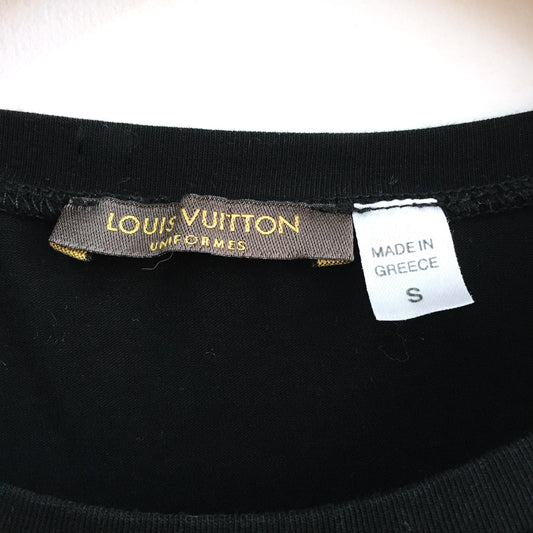 LOUIS VUITTON
UNIFORMES
MADE IN
GREECE
S